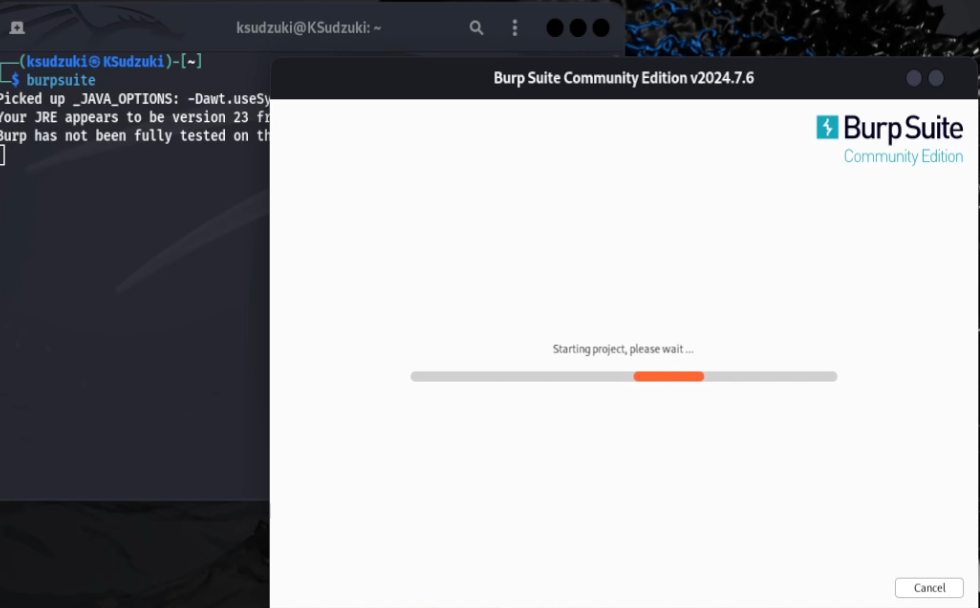 ksudzuki@KSudzuki: ~
(ksudzuki㉿KSudzuki)-[~]
$ burpsuite
Picked up _JAVA_OPTIONS: -Dawt.useSy
Your JRE appears to be version 23 fr
Burp has not been fully tested on th
Burp Suite Community Edition v2024.7.6
Burp Suite
Community Edition
Starting project, please wait ...
Cancel